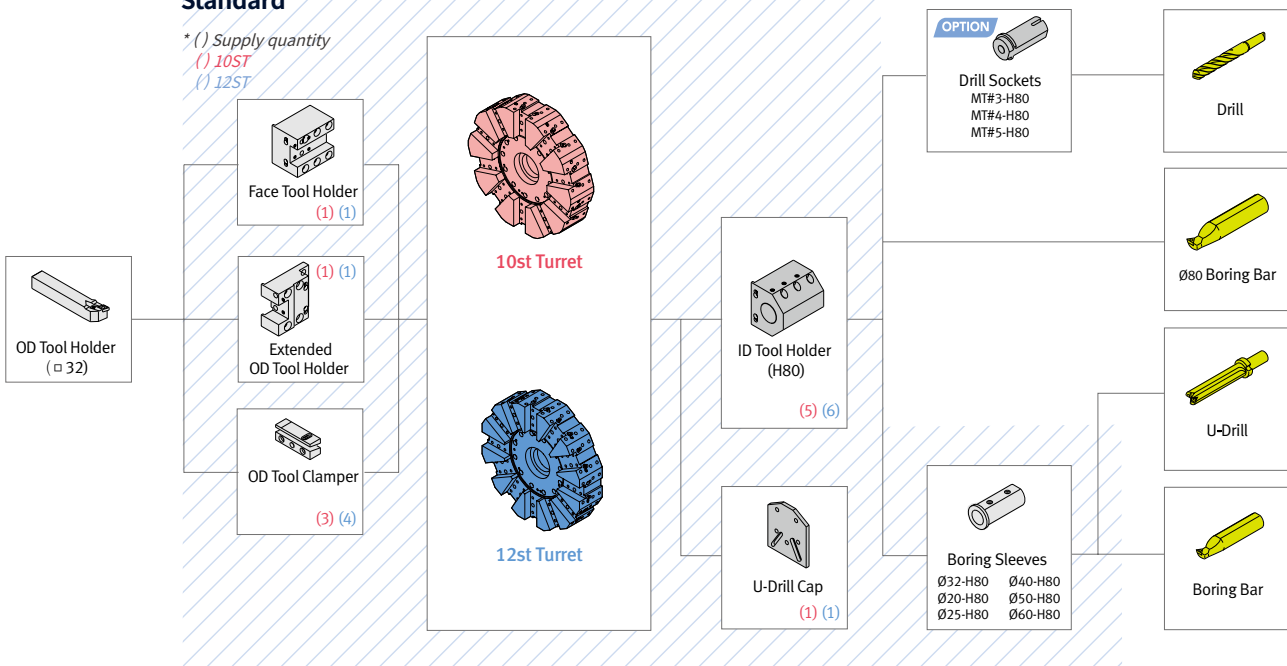 Standard
* ( ) Supply quantity
( ) 10ST
( ) 12ST
Face Tool Holder
(1) (1)
OD Tool Holder
(□ 32)
(1) (1)
Extended
OD Tool Holder
OD Tool Clamper
(3) (4)
10st Turret
12st Turret
ID Tool Holder
(H80)
(5) (6)
U-Drill Cap
(1) (1)
OPTION
Drill Sockets
MT#3-H80
MT#4-H80
MT#5-H80
Boring Sleeves
Ø32-H80 Ø40-H80
Ø20-H80 Ø50-H80
Ø25-H80 Ø60-H80
Drill
Ø80 Boring Bar
U-Drill
Boring Bar